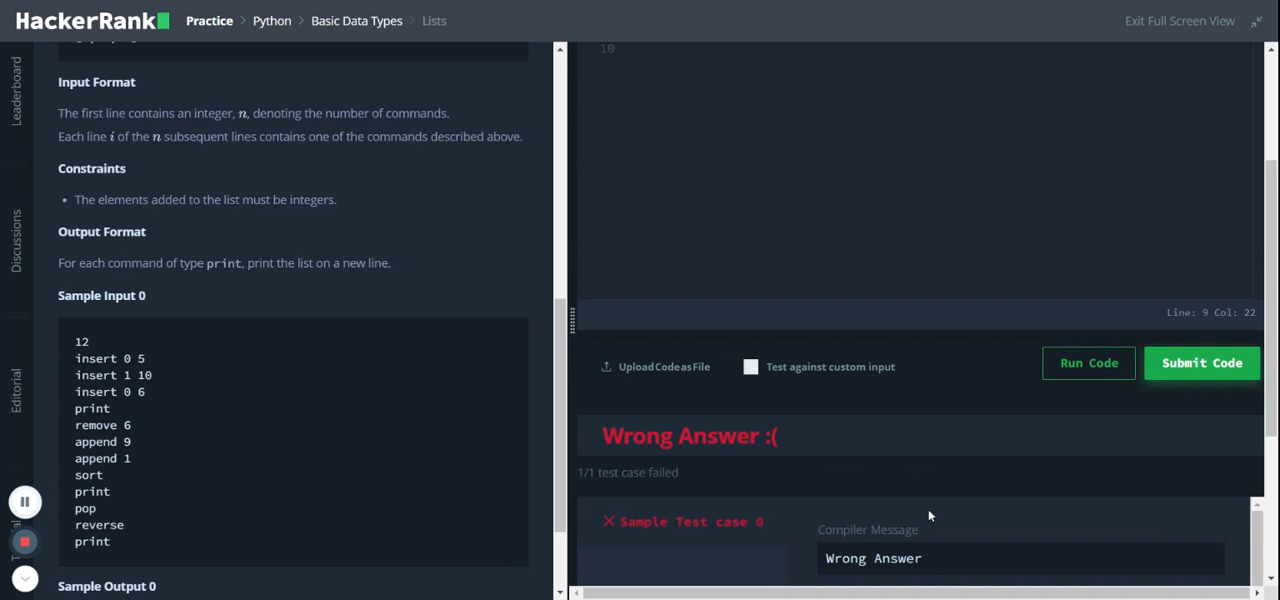 HackerRank Practice > Python > Basic Data Types > Lists Exit Full Screen View
Leaderboard
Discussions
Editorial
Input Format
The first line contains an integer, n, denoting the number of commands.
Each line i of the n subsequent lines contains one of the commands described above.
Constraints
• The elements added to the list must be integers.
Output Format
For each command of type print, print the list on a new line.
Sample Input 0
12
insert 0 5
insert 1 10
insert 0 6
print
remove 6
append 9
append 1
sort
print
pop
reverse
print
Sample Output 0
10
Line: 9 Col: 22
Upload Code as File Test against custom input Run Code Submit Code
Wrong Answer :(
1/1 test case failed
Sample Test case 0
Compiler Message
Wrong Answer